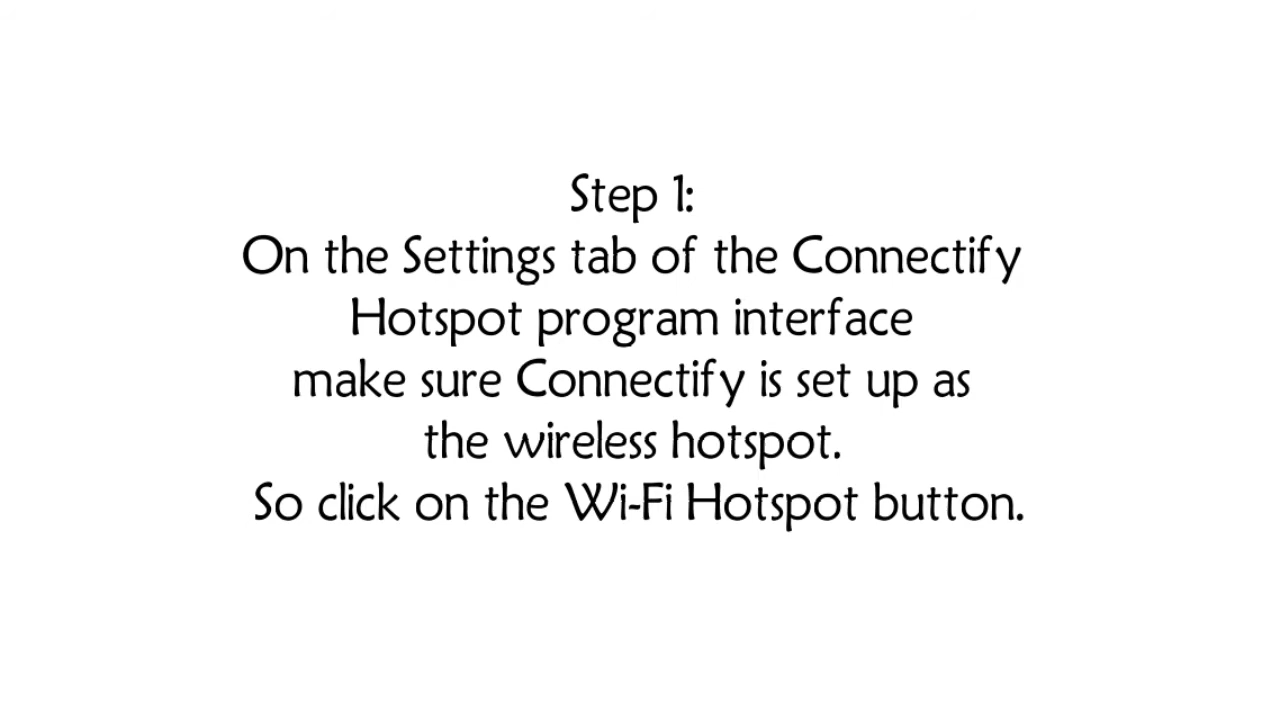 Step 1:
On the Settings tab of the Connectify
Hotspot program interface
make sure Connectify is set up as
the wireless hotspot.
So click on the Wi-Fi Hotspot button.